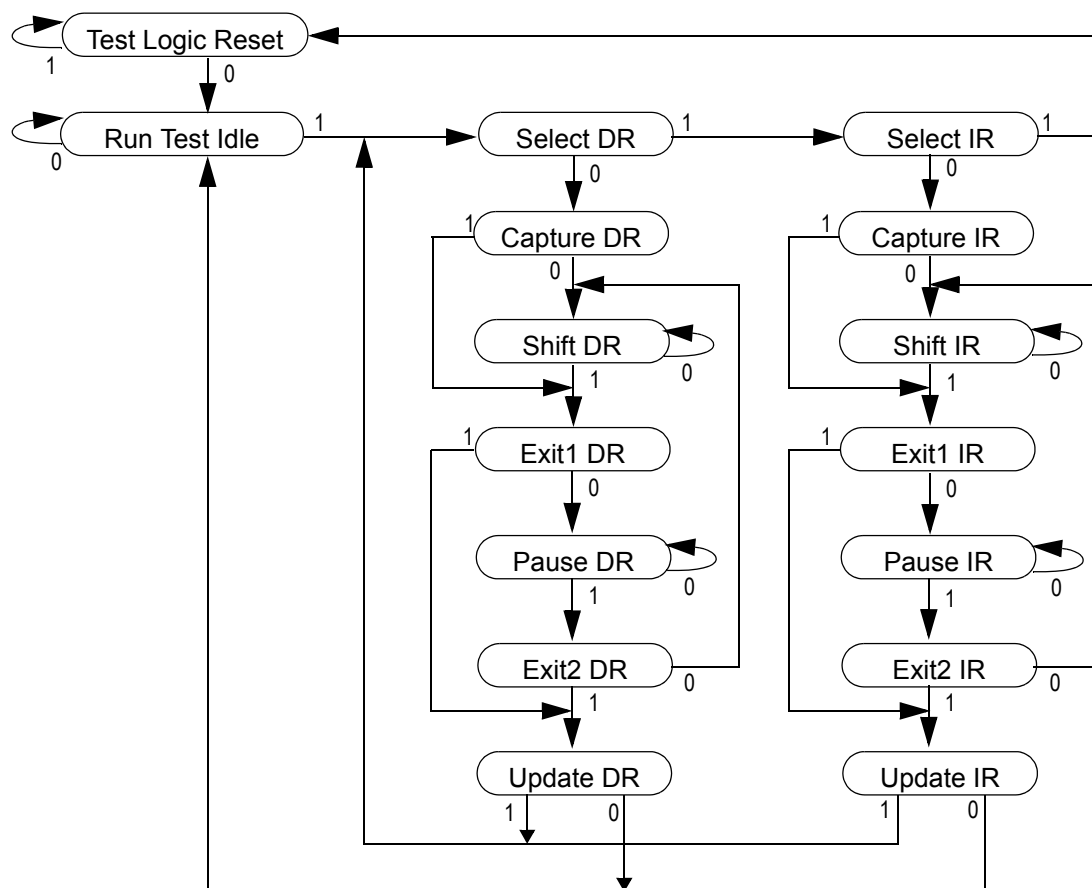 Test Logic Reset
1
0
Run Test Idle
1
Select DR
1
Select IR
1
0
0
0
1
Capture DR
1
Capture IR
0
0
Shift DR
Shift IR
0
0
1
1
1
Exit1 DR
1
Exit1 IR
0
0
Pause DR
Pause IR
0
0
1
1
Exit2 DR
Exit2 IR
0
0
1
1
Update DR
Update IR
1
0
1
0